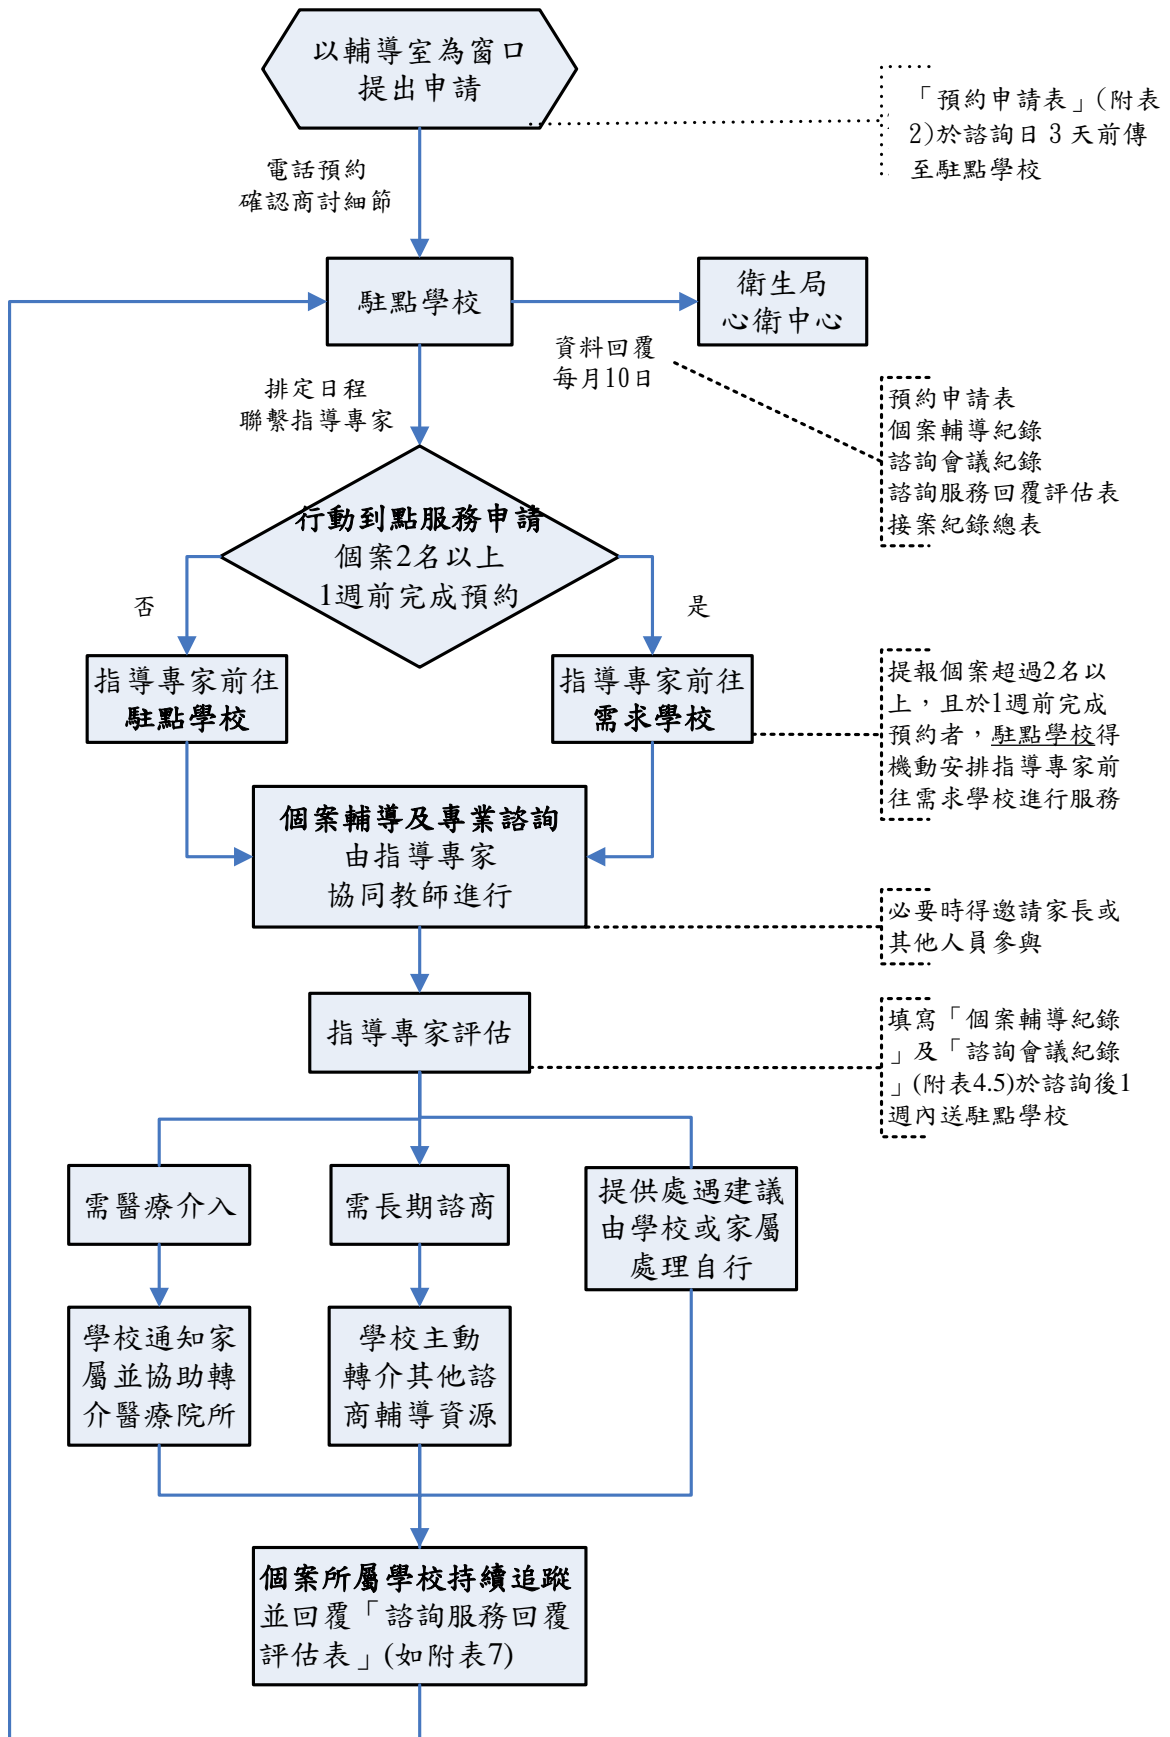 以輔導室為窗口
提出申請
「預約申請表」(附表
2)於諮詢日 3 天前傳
至駐點學校
電話預約
確認商討細節
駐點學校
衛生局
心衛中心
資料回覆
每月10日
排定日程
聯繫指導專家
預約申請表
個案輔導紀錄
諮詢會議紀錄
諮詢服務回覆評估表
接案紀錄總表
行動到點服務申請
個案2名以上
1週前完成預約
否
是
指導專家前往
駐點學校
指導專家前往
需求學校
提報個案超過2名以
上，且於1週前完成
預約者，駐點學校得
機動安排指導專家前
往需求學校進行服務
個案輔導及專業諮詢
由指導專家
協同教師進行
必要時得邀請家長或
其他人員參與
指導專家評估
填寫「個案輔導紀錄
」及「諮詢會議紀錄
」(附表4.5)於諮詢後1
週內送駐點學校
需醫療介入
需長期諮商
提供處遇建議
由學校或家屬
處理自行
學校通知家
屬並協助轉
介醫療院所
學校主動
轉介其他諮
商輔導資源
個案所屬學校持續追蹤
並回覆「諮詢服務回覆
評估表」(如附表7)